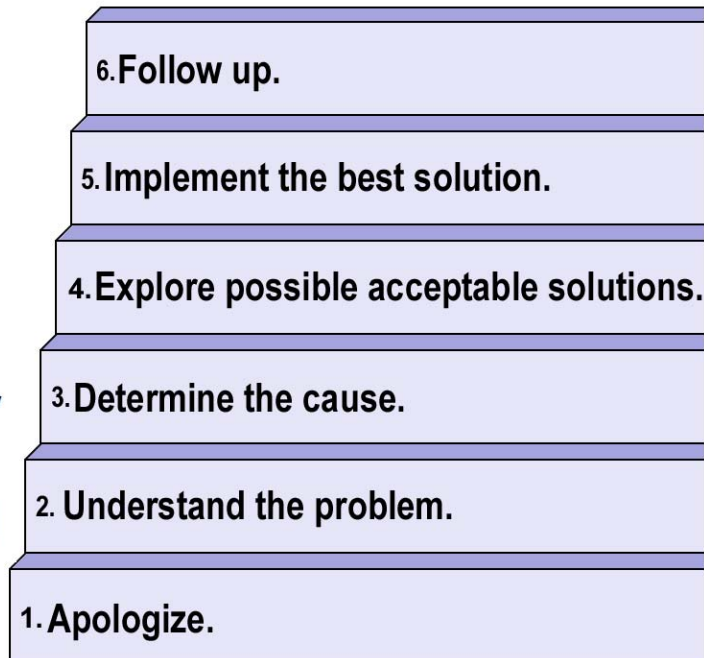 6.Follow up.
5.Implement the best solution.
4.Explore possible acceptable solutions.
3.Determine the cause.
2. Understand the problem.
1.Apologize.